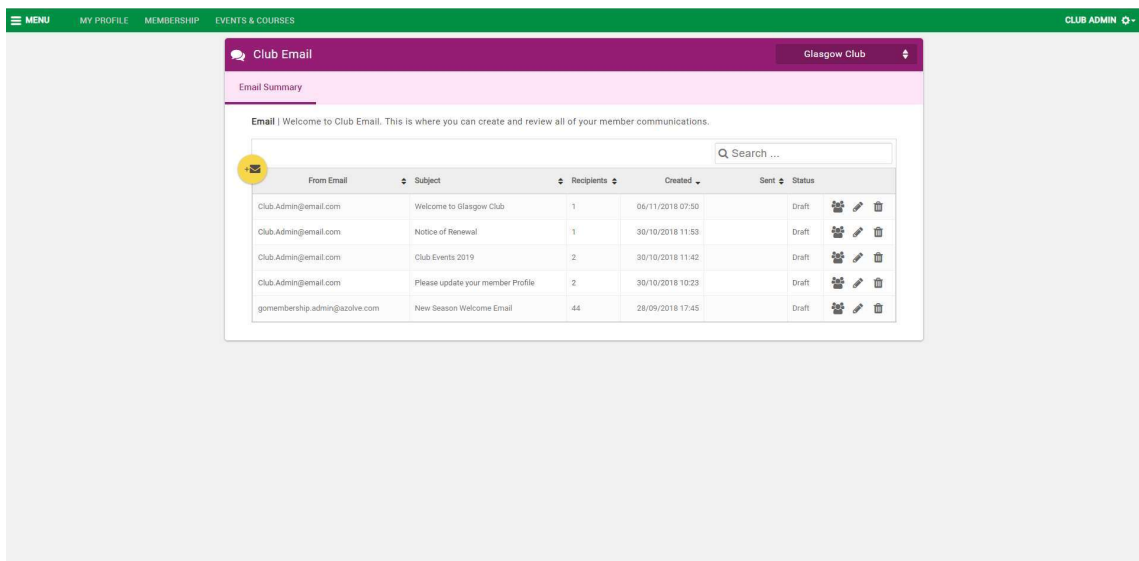 MENU MY PROFILE MEMBERSHIP EVENTS & COURSES CLUB ADMIN
Club Email Glasgow Club
Email Summary
Email | Welcome to Club Email. This is where you can create and review all of your member communications.
Search ...
From Email Subject Recipients Created Sent Status
Club.Admin@email.com Welcome to Glasgow Club 1 06/11/2018 07:50 Draft
Club.Admin@email.com Notice of Renewal 1 30/10/2018 11:53 Draft
Club.Admin@email.com Club Events 2019 2 30/10/2018 11:42 Draft
Club.Admin@email.com Please update your member Profile 2 30/10/2018 10:23 Draft
gomembership.admin@azolve.com New Season Welcome Email 44 28/09/2018 17:45 Draft